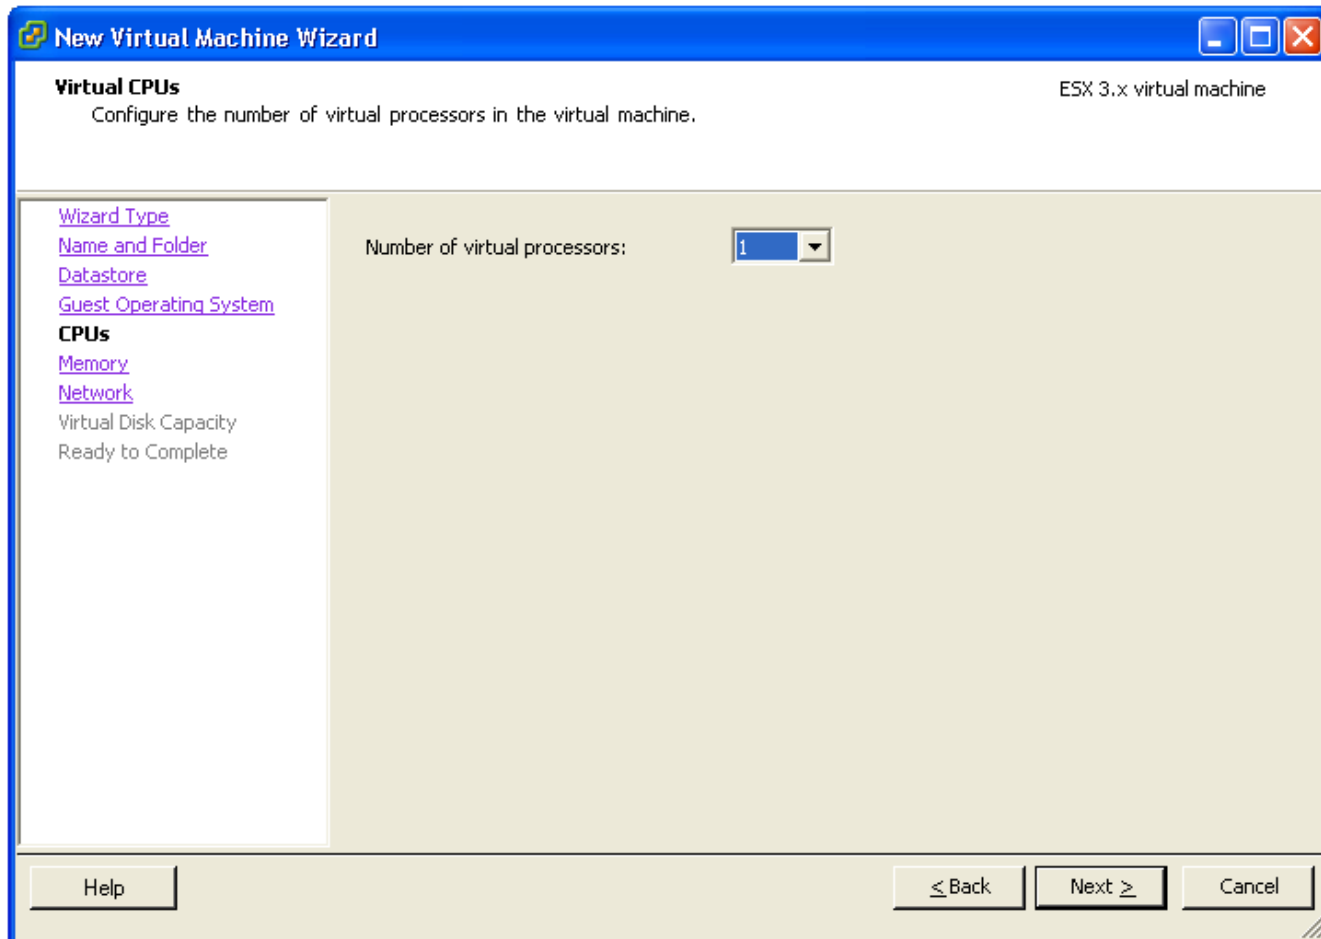 New Virtual Machine Wizard
Virtual CPUs
ESX 3.x virtual machine
Configure the number of virtual processors in the virtual machine.
Wizard Type
Name and Folder
Datastore
Guest Operating System
CPUs
Memory
Network
Virtual Disk Capacity
Ready to Complete
Number of virtual processors: 1
Help
< Back
Next >
Cancel